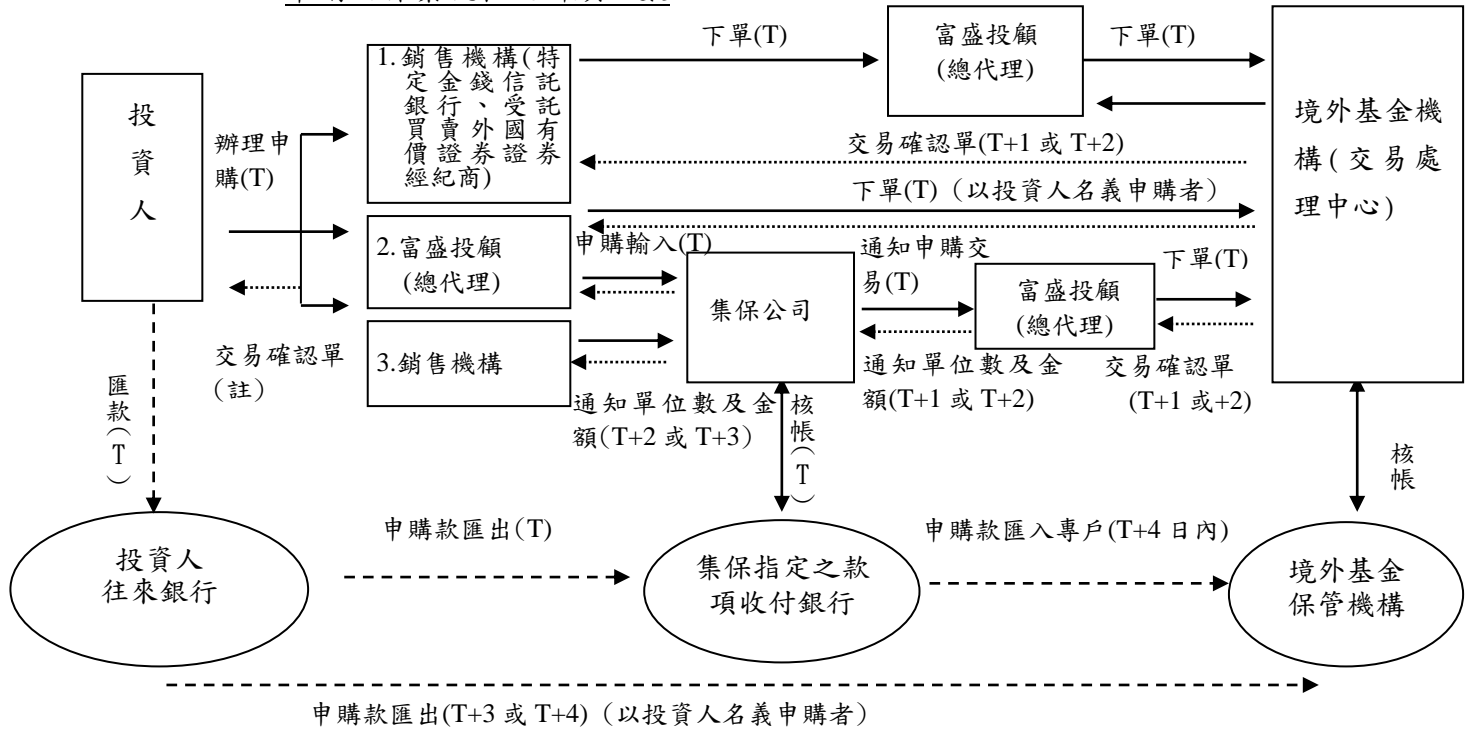 下單(T)
富盛投顧
(總代理)
下單(T)
1.銷售機構(特
定金錢信託
銀行、受託
買賣外國有
價證券證券
經紀商)
投
資
人
辦理申
購(T)
境外基金機
構(交易處
理中心)
交易確認單(T+1 或 T+2)
下單(T)（以投資人名義申購者）
2.富盛投顧
(總代理)
申購輸入(T)
集保公司
通知申購交
易(T)
富盛投顧
(總代理)
下單(T)
交易確認單
（註）
3.銷售機構
通知單位數及金
額(T+2 或 T+3）
通知單位數及金
額(T+1 或 T+2)
交易確認單
(T+1 或+2)
匯款（T）
核帳（T）
核帳
投資人
往來銀行
申購款匯出(T)
集保指定之款
項收付銀行
申購款匯入專戶(T+4 日內)
境外基金
保管機構
申購款匯出(T+3 或 T+4)（以投資人名義申購者）